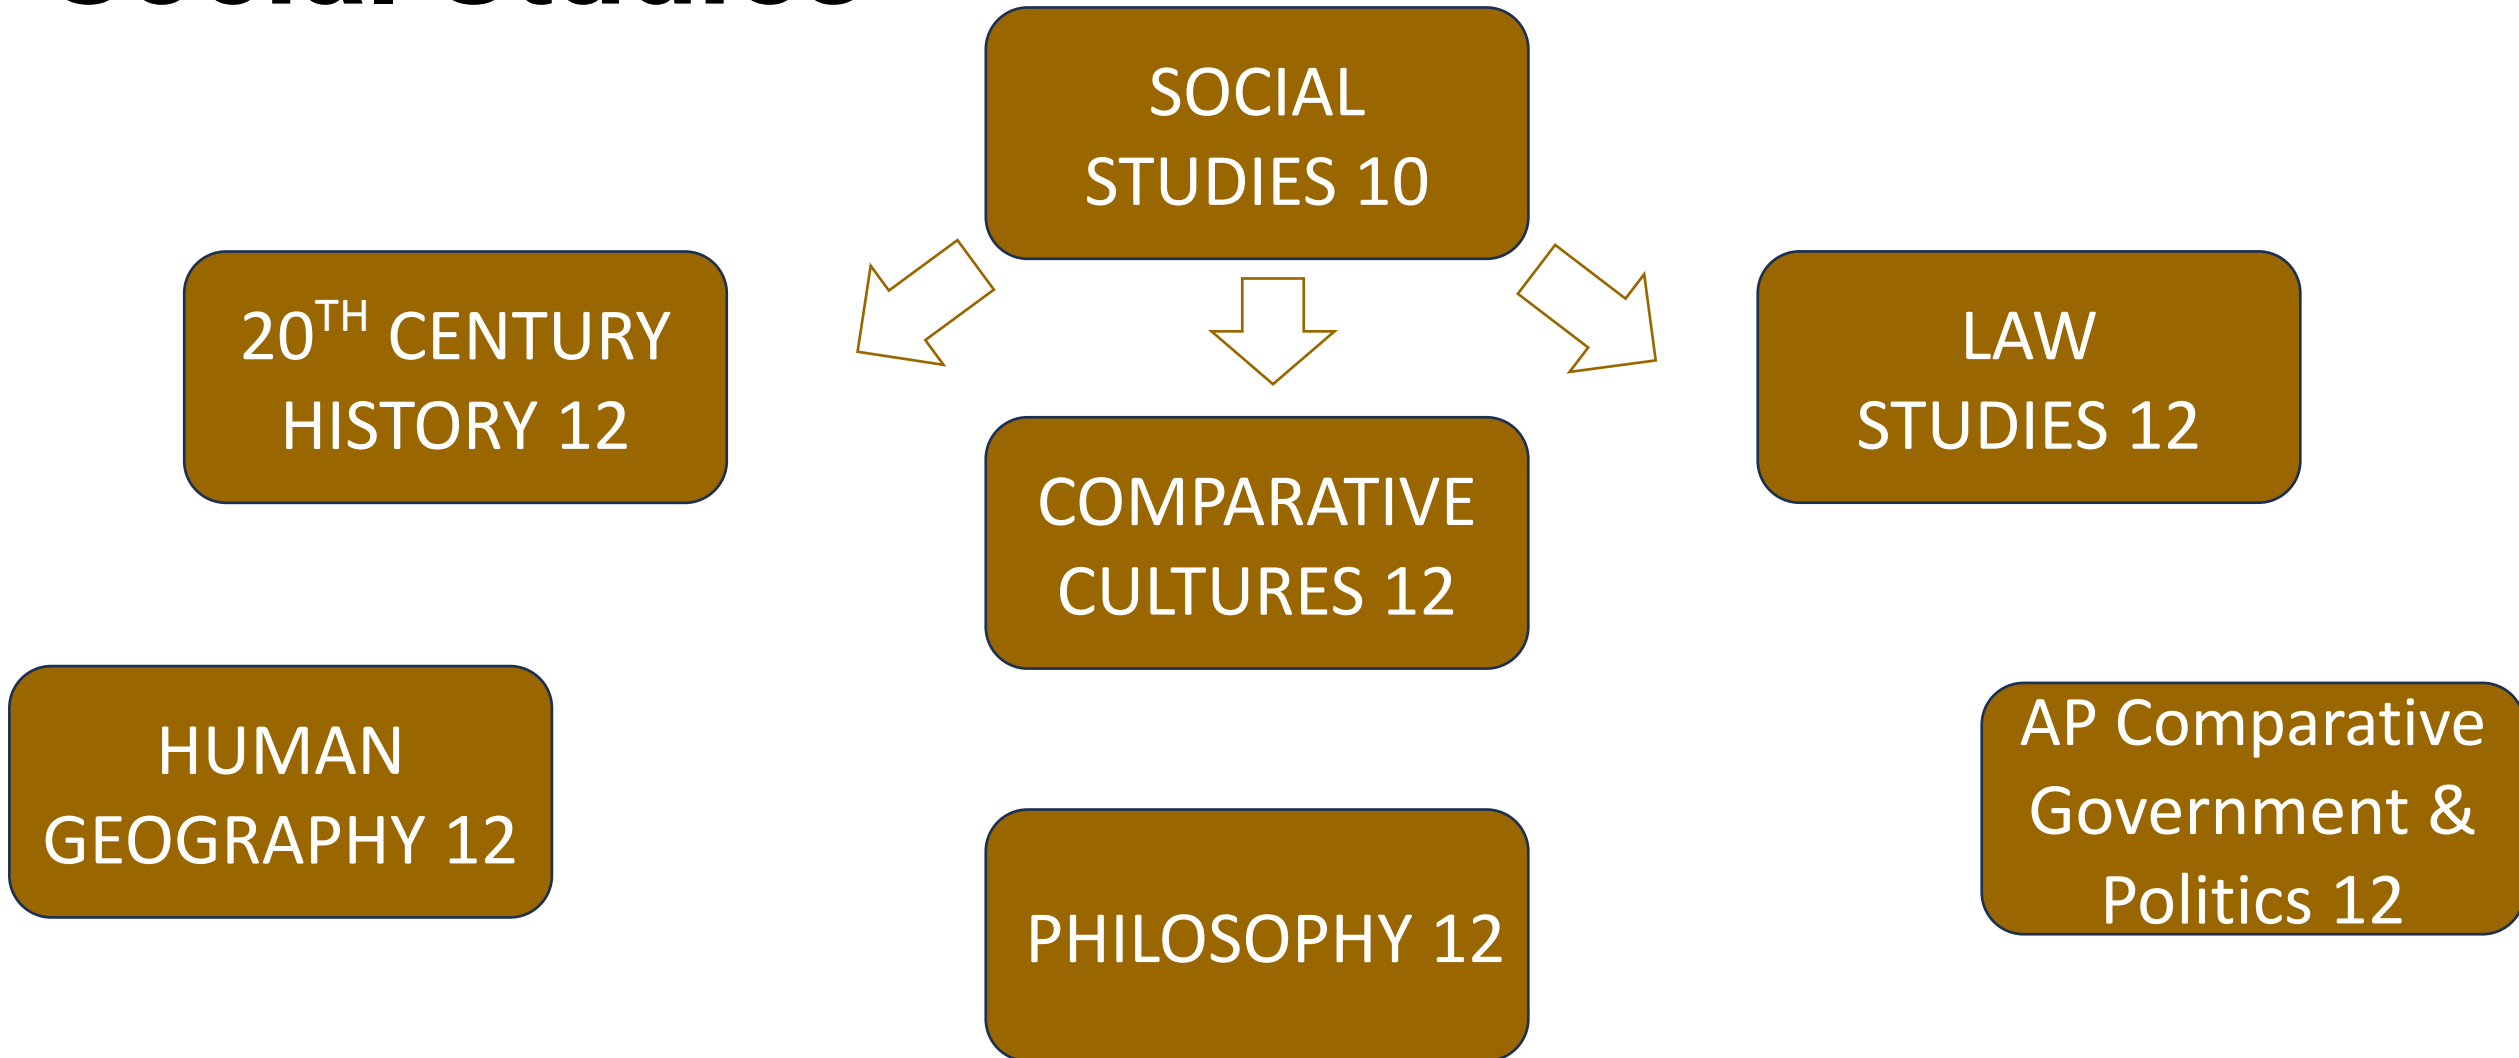 SOCIAL
STUDIES 10
20TH CENTURY
HISTORY 12
LAW
STUDIES 12
COMPARATIVE
CULTURES 12
HUMAN
GEOGRAPHY 12
AP Comparative
Government &
Politics 12
PHILOSOPHY 12